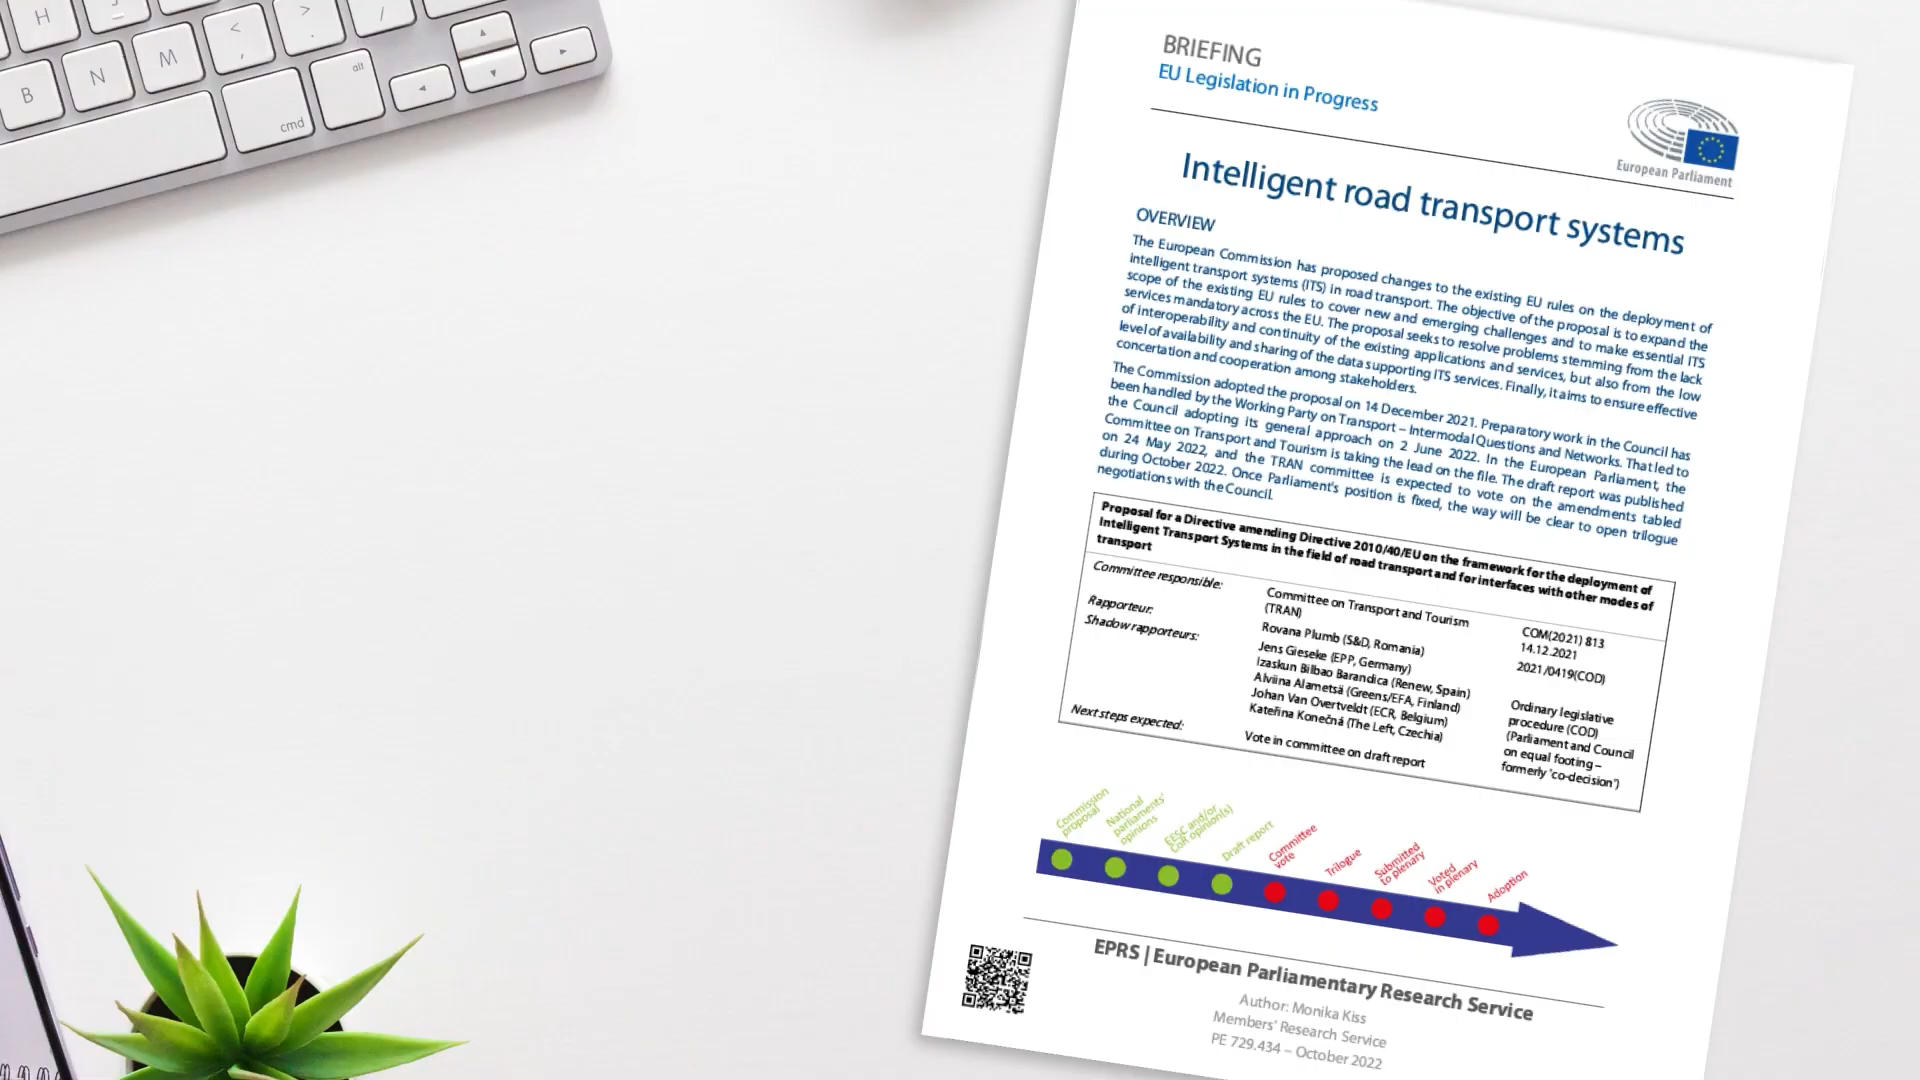 H
J
<
,
>
.
/
B
N
M
alt
cmd
BRIEFING
EU Legislation in Progress
European Parliament
Intelligent road transport systems
OVERVIEW
The European Commission has proposed changes to the existing EU rules on the deployment of
intelligent transport systems (ITS) in road transport. The objective of the proposal is to expand the
scope of the existing EU rules to cover new and emerging challenges and to make essential ITS
services mandatory across the EU. The proposal seeks to resolve problems stemming from the lack
of interoperability and continuity of the existing applications and services, but also from the low
level of availability and sharing of the data supporting ITS services. Finally, it aims to ensure effective
concertation and cooperation among stakeholders.
The Commission adopted the proposal on 14 December 2021. Preparatory work in the Council has
been handled by the Working Party on Transport – Intermodal Questions and Networks. That led to
the Council adopting its general approach on 2 June 2022. In the European Parliament, the
Committee on Transport and Tourism is taking the lead on the file. The draft report was published
on 24 May 2022, and the TRAN committee is expected to vote on the amendments tabled
during October 2022. Once Parliament's position is fixed, the way will be clear to open trilogue
negotiations with the Council.
Proposal for a Directive amending Directive 2010/40/EU on the framework for the deployment of
Intelligent Transport Systems in the field of road transport and for interfaces with other modes of
transport
Committee responsible:
Committee on Transport and Tourism
(TRAN)
COM(2021) 813
14.12.2021
Rapporteur:
Rovana Plumb (S&D, Romania)
2021/0419(COD)
Shadow rapporteurs:
Jens Gieseke (EPP, Germany)
Izaskun Bilbao Barandica (Renew, Spain)
Alviina Alametsä (Greens/EFA, Finland)
Johan Van Overtveldt (ECR, Belgium)
Kateřina Konečná (The Left, Czechia)
Ordinary legislative
procedure (COD)
(Parliament and Council
on equal footing –
formerly 'co-decision')
Next steps expected:
Vote in committee on draft report
Commission
proposal
National
parliaments'
opinions
EESC and/or
CoR opinion(s)
Draft report
Committee
vote
Trilogue
Submitted
to plenary
Voted
in plenary
Adoption
EPRS | European Parliamentary Research Service
Author: Monika Kiss
Members' Research Service
PE 729.434 – October 2022